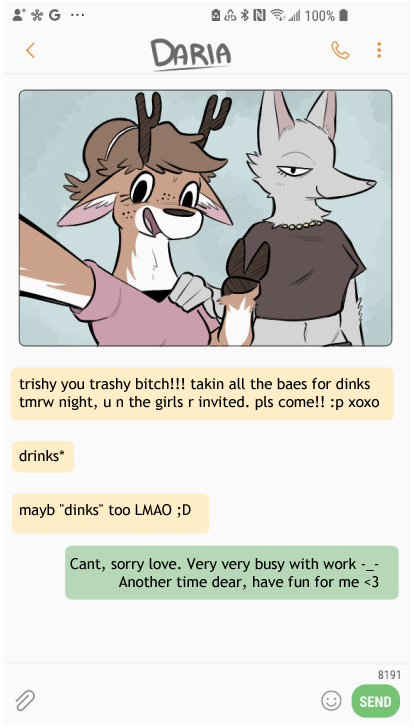 100%
DARIA
trishy you trashy bitch!!! takin all the baes for dinks
tmrw night, u n the girls r invited. pls come!! :p xoxo
drinks*
mayb "dinks" too LMAO ;D
Cant, sorry love. Very very busy with work -_-
Another time dear, have fun for me <3
8191
SEND